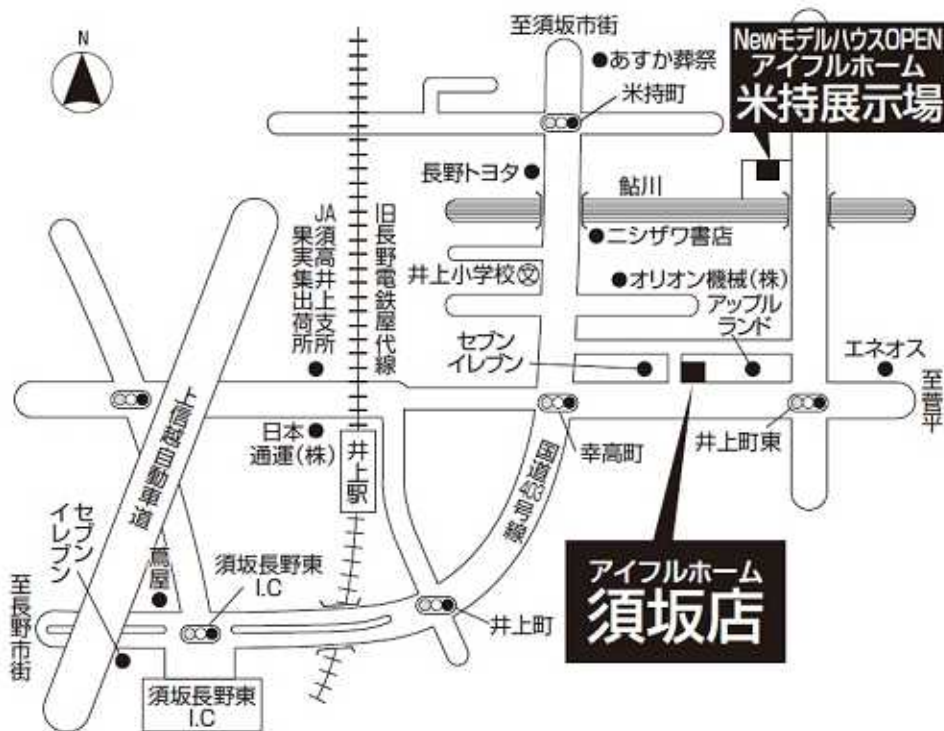 N
至須坂市街
あすか葬祭
米持町
NewモデルハウスOPEN
アイフルホーム
米持展示場
長野トヨタ
鮎川
ニシザワ書店
井上小学校文
オリオン機械(株)
アップル
ランド
セブン
イレブン
エネオス
至菅平
旧長野電鉄屋代線
JA須高井上支所
果実集出荷所
上信越自動車道
日本
通運(株)
井上駅
幸高町
井上町東
国道403号線
セブン
イレブン
蔦屋
須坂長野東
I.C
井上町
アイフルホーム
須坂店
至長野市街
須坂長野東
I.C